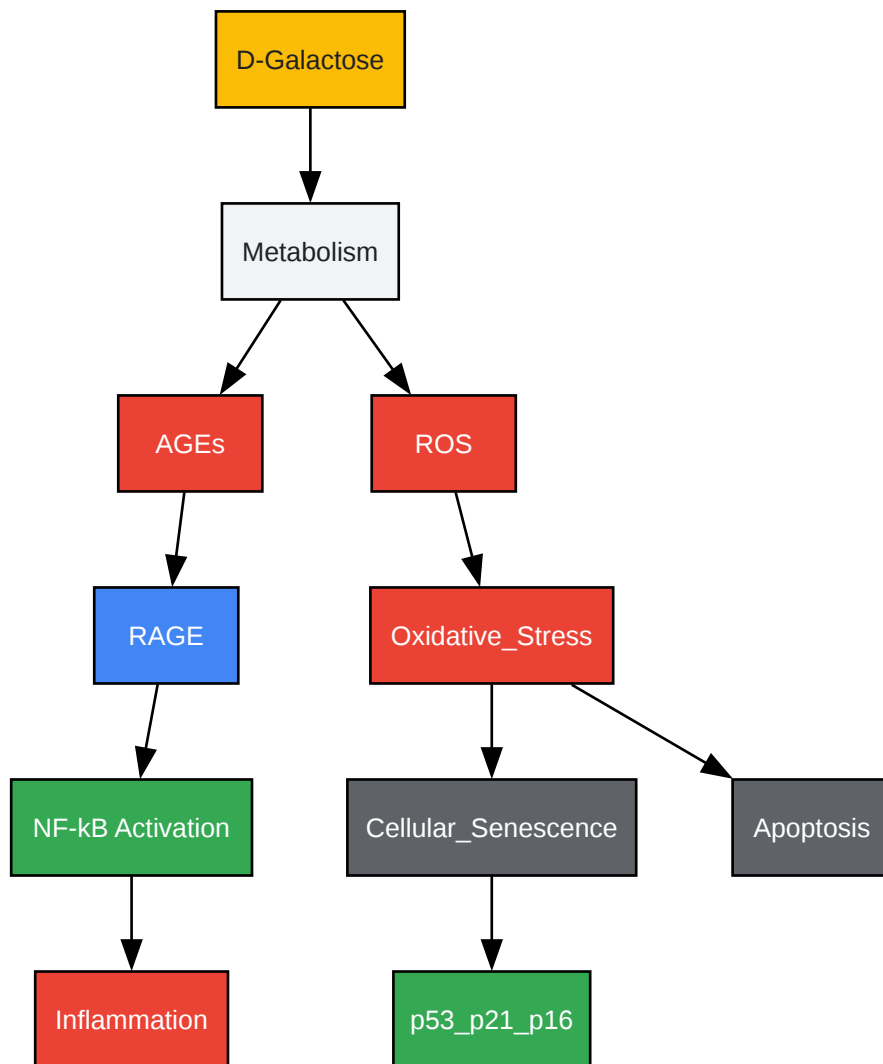 D-Galactose
Metabolism
AGEs
ROS
RAGE
Oxidative_Stress
NF-kB Activation
Cellular_Senescence
Apoptosis
Inflammation
p53_p21_p16